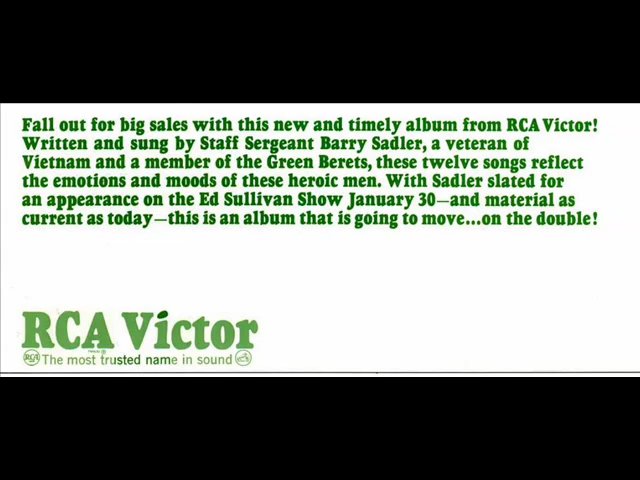 Fall out for big sales with this new and timely album from RCA Victor!
Written and sung by Staff Sergeant Barry Sadler, a veteran of
Vietnam and a member of the Green Berets, these twelve songs reflect
the emotions and moods of these heroic men. With Sadler slated for
an appearance on the Ed Sullivan Show January 30—and material as
current as today—this is an album that is going to move...on the double!
RCA Victor
The most trusted name in sound